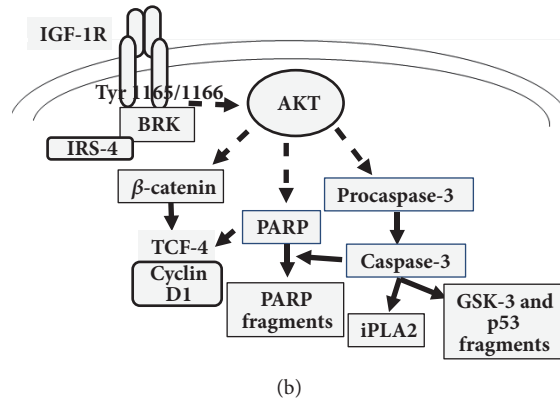 IGF-1R
Tyr 1165/1166
BRK
AKT
IRS-4
β-catenin
Procaspase-3
PARP
TCF-4
Caspase-3
Cyclin
D1
PARP
fragments
iPLA2
GSK-3 and
p53
fragments
(b)